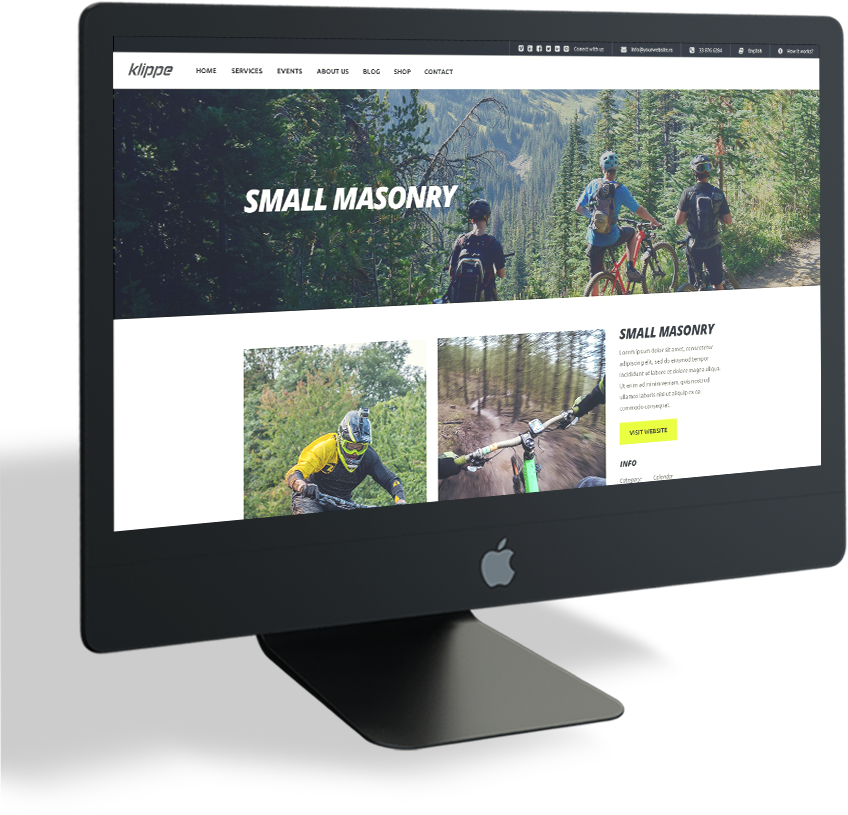 Conect with us
info@yourwebsite.rs
33 876 6284
English
How it works?
klippe
HOME SERVICES EVENTS ABOUT US BLOG SHOP CONTACT
SMALL MASONRY
SMALL MASONRY
Lorem ipsum dolor sit amet, consectetur
adipiscing elit, sed do eiusmod tempor
incididunt ut labore et dolore magna aliqua.
Ut enim ad minim veniam, quis nostrud
ullamco laboris nisi ut aliquip ex ea
commodo consequat.
VISIT WEBSITE
INFO
Category Calendar